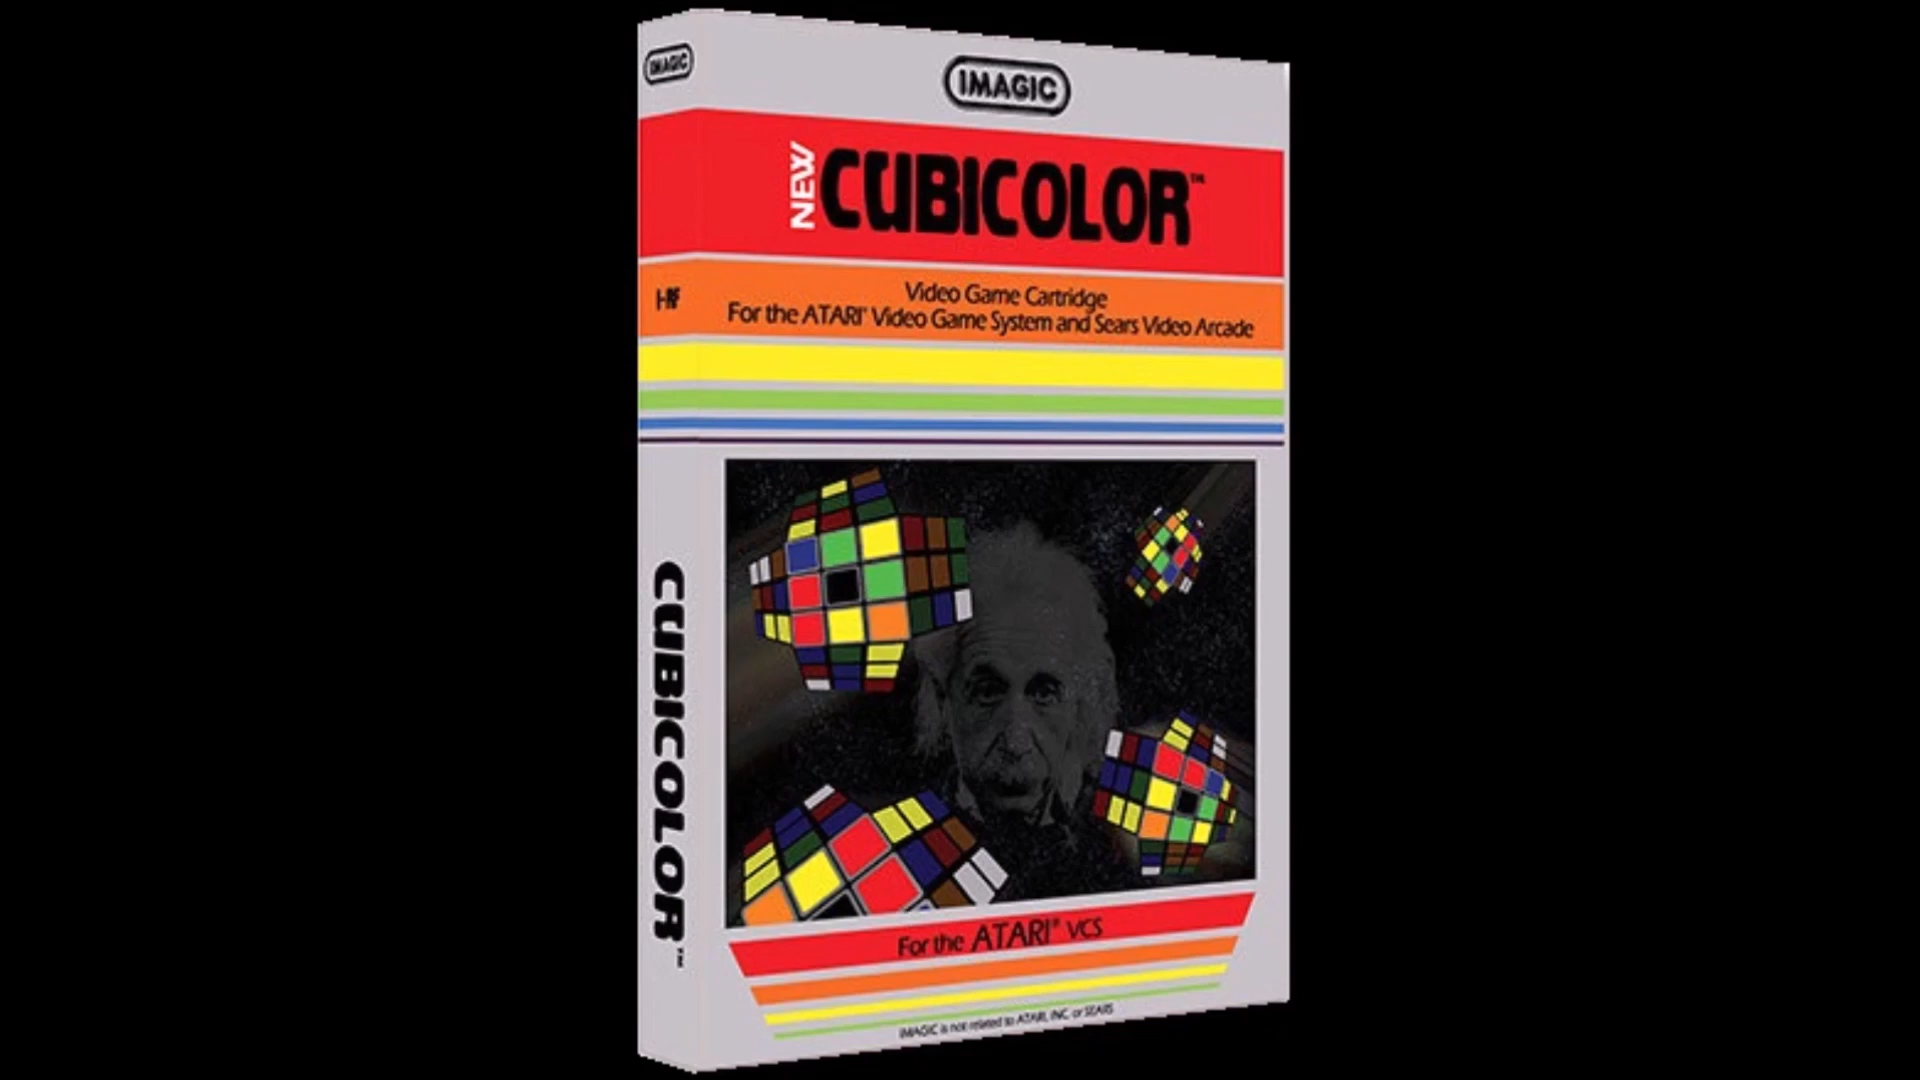 IMAGIC
IMAGIC
NEW CUBICOLOR™
Video Game Cartridge
For the ATARI® Video Game System and Sears Video Arcade
CUBICOLOR™
For the ATARI® VCS
IMAGIC is not related to ATARI, INC. or SEARS